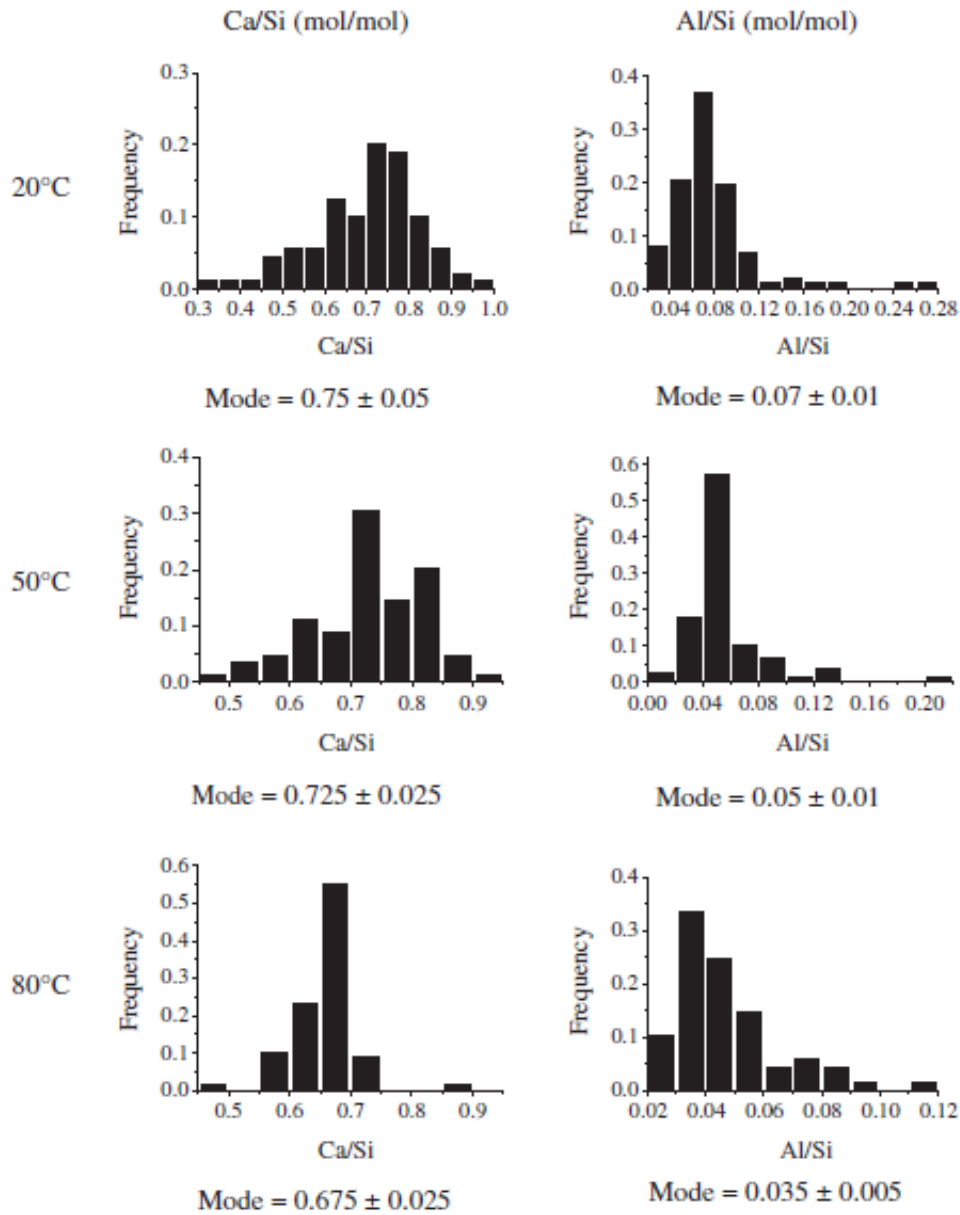 Ca/Si (mol/mol)
Al/Si (mol/mol)
20°C
Frequency
0.3
0.2
0.1
0.0
0.3 0.4 0.5 0.6 0.7 0.8 0.9 1.0
Ca/Si
Mode = 0.75 ± 0.05
Frequency
0.4
0.3
0.2
0.1
0.0
0.04 0.08 0.12 0.16 0.20 0.24 0.28
Al/Si
Mode = 0.07 ± 0.01
50°C
Frequency
0.4
0.3
0.2
0.1
0.0
0.5 0.6 0.7 0.8 0.9
Ca/Si
Mode = 0.725 ± 0.025
Frequency
0.6
0.5
0.4
0.3
0.2
0.1
0.0
0.00 0.04 0.08 0.12 0.16 0.20
Al/Si
Mode = 0.05 ± 0.01
80°C
Frequency
0.6
0.5
0.4
0.3
0.2
0.1
0.0
0.5 0.6 0.7 0.8 0.9
Ca/Si
Mode = 0.675 ± 0.025
Frequency
0.4
0.3
0.2
0.1
0.0
0.02 0.04 0.06 0.08 0.10 0.12
Al/Si
Mode = 0.035 ± 0.005